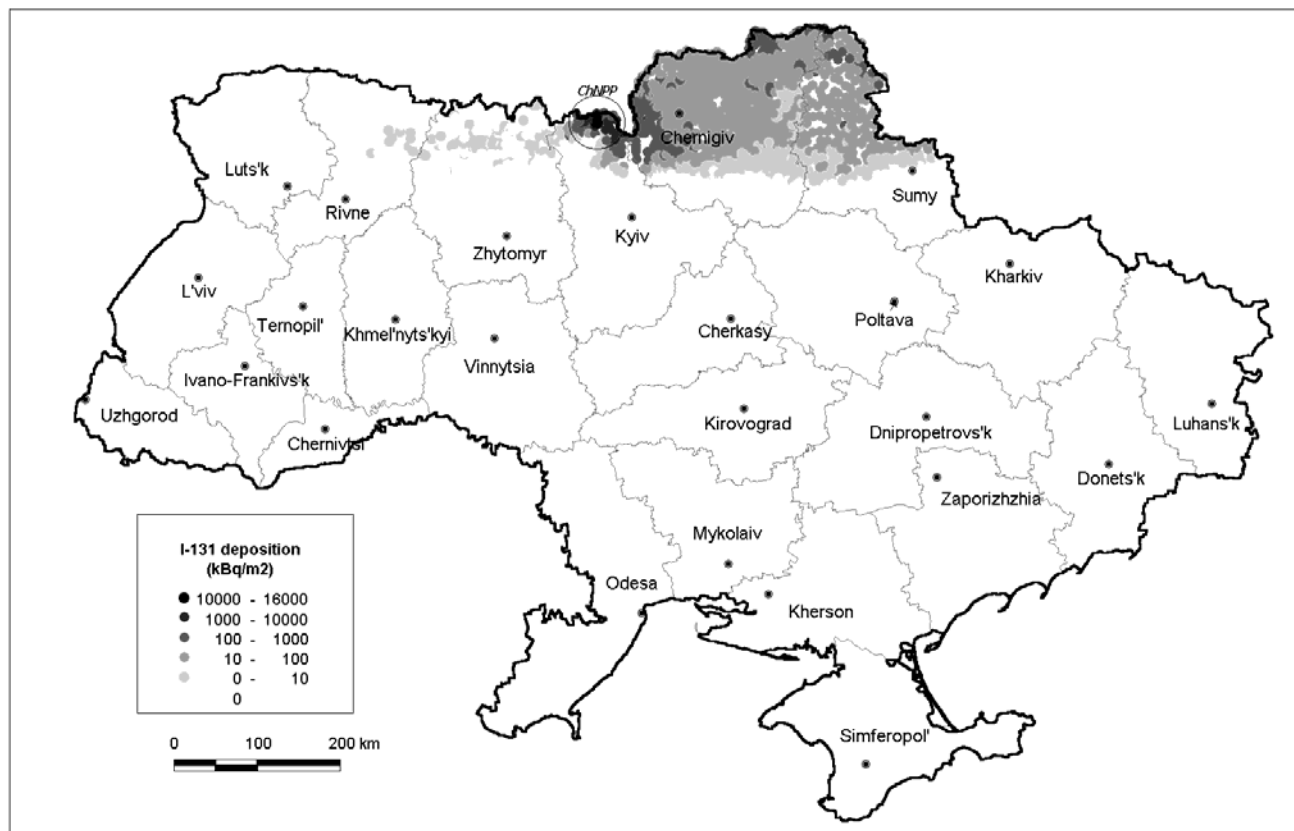 ChNPP
Chernigiv
Luts'k
Sumy
Rivne
Kyiv
Zhytomyr
Kharkiv
L'viv
Ternopil'
Khmel'nyts'kyi
Cherkasy
Poltava
Vinnytsia
Ivano-Frankivs'k
Uzhgorod
Kirovograd
Luhans'k
Dnipropetrovs'k
Chernivtsi
Donets'k
Zaporizhzhia
Mykolaiv
Odesa
Kherson
Simferopol'
I-131 deposition
(kBq/m2)
10000 - 16000
1000 - 10000
100 - 1000
10 - 100
0 - 10
0
0 100 200 km